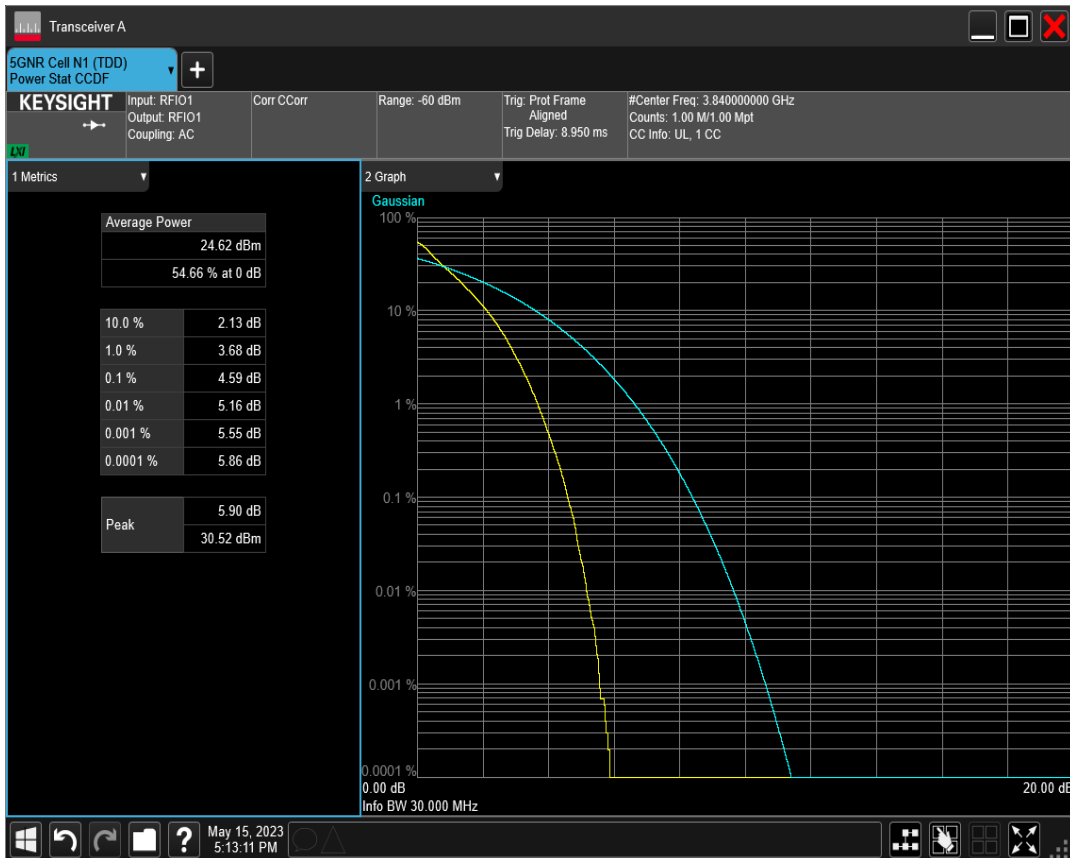 Transceiver A
5GNR Cell N1 (TDD)
Power Stat CCDF
+
KEYSIGHT
LXI
Input: RFIO1
Output: RFIO1
Coupling: AC
Corr CCorr
Range: -60 dBm
Trig: Prot Frame
Aligned
Trig Delay: 8.950 ms
#Center Freq: 3.840000000 GHz
Counts: 1.00 M/1.00 Mpt
CC Info: UL, 1 CC
1 Metrics
Average Power
24.62 dBm
54.66 % at 0 dB
10.0 % 2.13 dB
1.0 % 3.68 dB
0.1 % 4.59 dB
0.01 % 5.16 dB
0.001 % 5.55 dB
0.0001 % 5.86 dB
Peak 5.90 dB
30.52 dBm
2 Graph
Gaussian
100 %
10 %
1 %
0.1 %
0.01 %
0.001 %
0.0001 %
0.00 dB 20.00 dB
Info BW 30.000 MHz
?
May 15, 2023
5:13:11 PM